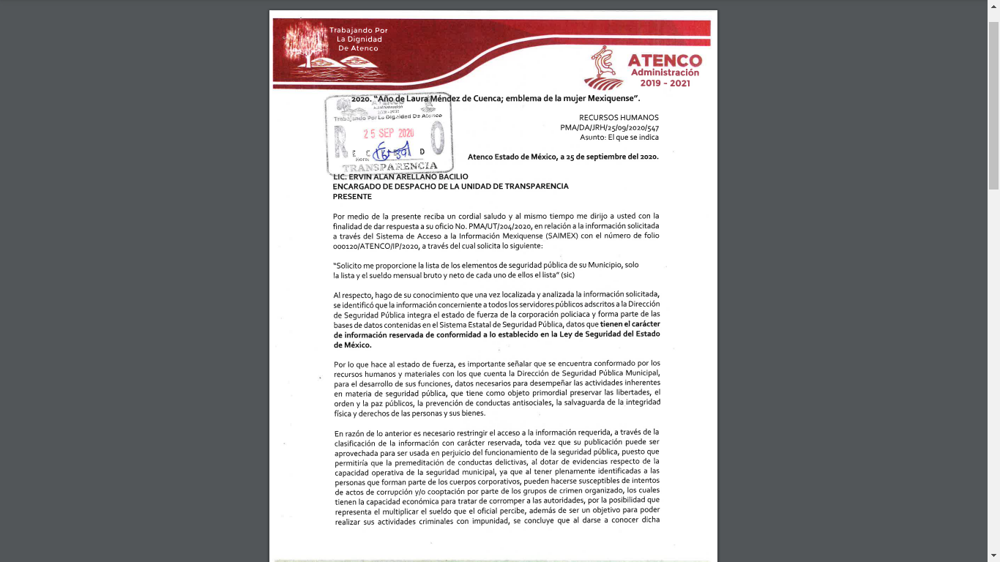 Trabajando Por
La Dignidad
De Atenco
ATENCO
Administración
2019 - 2021
2020. “Año de Laura Méndez de Cuenca; emblema de la mujer Mexiquense”.
2019 - 2021
Trabajando Por La Dignidad De Atenco
RECURSOS HUMANOS
PMA/DA/JRH/25/09/2020/547
Asunto: El que se indica
25 SEP 2020
R E C D O
Hora:
TRANSPARENCIA
Atenco Estado de México, a 25 de septiembre del 2020.
LIC. ERVIN ALAN ARELLANO BACILIO
ENCARGADO DE DESPACHO DE LA UNIDAD DE TRANSPARENCIA
PRESENTE
Por medio de la presente reciba un cordial saludo y al mismo tiempo me dirijo a usted con la
finalidad de dar respuesta a su oficio No. PMA/UT/204/2020, en relación a la información solicitada
a través del Sistema de Acceso a la Información Mexiquense (SAIMEX) con el número de folio
000120/ATENCO/IP/2020, a través del cual solicita lo siguiente:
“Solicito me proporcione la lista de los elementos de seguridad pública de su Municipio, solo
la lista y el sueldo mensual bruto y neto de cada uno de ellos el lista” (sic)
Al respecto, hago de su conocimiento que una vez localizada y analizada la información solicitada,
se identificó que la información concerniente a todos los servidores públicos adscritos a la Dirección
de Seguridad Pública integra el estado de fuerza de la corporación policiaca y forma parte de las
bases de datos contenidas en el Sistema Estatal de Seguridad Pública, datos que tienen el carácter
de información reservada de conformidad a lo establecido en la Ley de Seguridad del Estado
de México.
Por lo que hace al estado de fuerza, es importante señalar que se encuentra conformado por los
recursos humanos y materiales con los que cuenta la Dirección de Seguridad Pública Municipal,
para el desarrollo de sus funciones, datos necesarios para desempeñar las actividades inherentes
en materia de seguridad pública, que tiene como objeto primordial preservar las libertades, el
orden y la paz públicos, la prevención de conductas antisociales, la salvaguarda de la integridad
física y derechos de las personas y sus bienes.
En razón de lo anterior es necesario restringir el acceso a la información requerida, a través de la
clasificación de la información con carácter reservada, toda vez que su publicación puede ser
aprovechada para ser usada en perjuicio del funcionamiento de la seguridad pública, puesto que
permitiría que la premeditación de conductas delictivas, al dotar de evidencias respecto de la
capacidad operativa de la seguridad municipal, ya que al tener plenamente identificadas a las
personas que forman parte de los cuerpos corporativos, pueden hacerse susceptibles de intentos
de actos de corrupción y/o cooptación por parte de los grupos de crimen organizado, los cuales
tienen la capacidad económica para tratar de corromper a las autoridades, por la posibilidad que
representa el multiplicar el sueldo que el oficial percibe, además de ser un objetivo para poder
realizar sus actividades criminales con impunidad, se concluye que al darse a conocer dicha